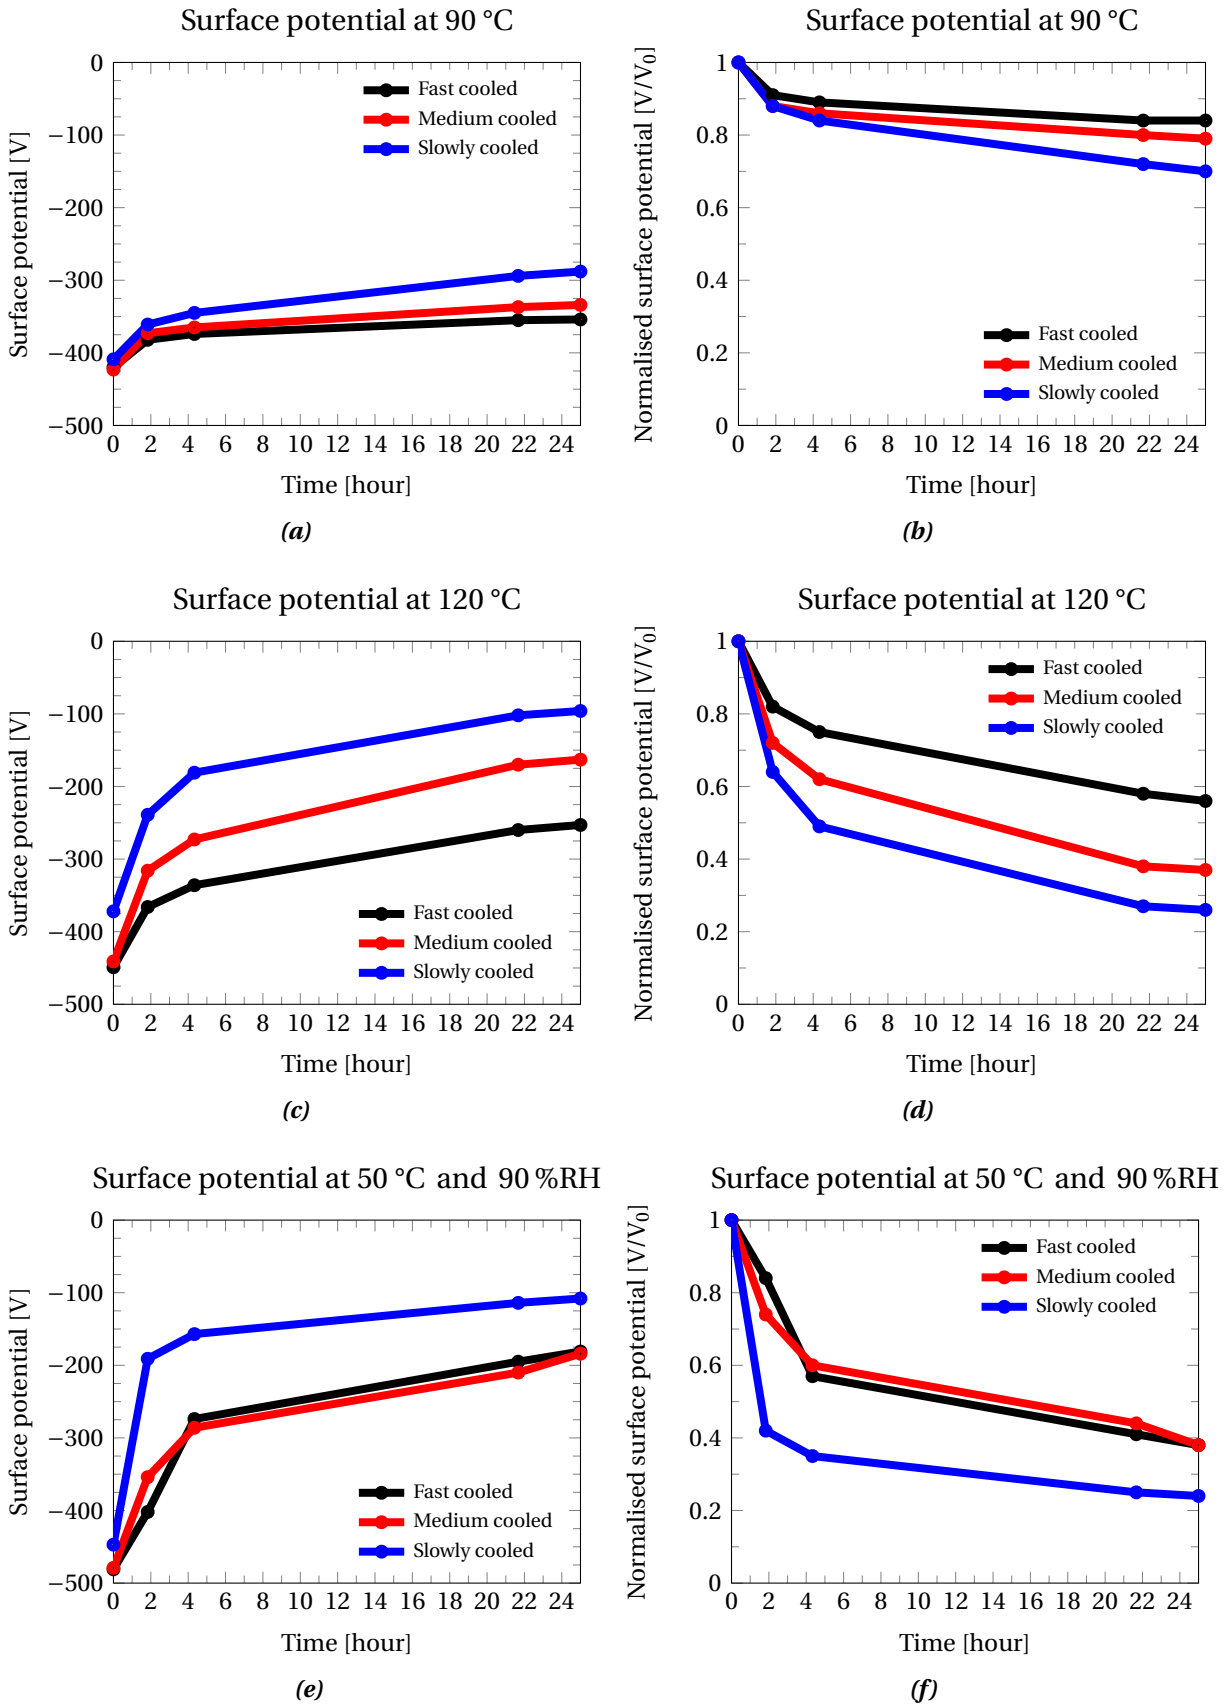 Surface potential at 90 °C
Surface potential [V]
0
−100
−200
−300
−400
−500
Fast cooled
Medium cooled
Slowly cooled
0 2 4 6 8 10 12 14 16 18 20 22 24
Time [hour]
(a)
Surface potential at 90 °C
Normalised surface potential [V/V0]
1
0.8
0.6
0.4
0.2
0
Fast cooled
Medium cooled
Slowly cooled
0 2 4 6 8 10 12 14 16 18 20 22 24
Time [hour]
(b)
Surface potential at 120 °C
Surface potential [V]
0
−100
−200
−300
−400
−500
Fast cooled
Medium cooled
Slowly cooled
0 2 4 6 8 10 12 14 16 18 20 22 24
Time [hour]
(c)
Surface potential at 120 °C
Normalised surface potential [V/V0]
1
0.8
0.6
0.4
0.2
0
Fast cooled
Medium cooled
Slowly cooled
0 2 4 6 8 10 12 14 16 18 20 22 24
Time [hour]
(d)
Surface potential at 50 °C and 90 %RH
Surface potential [V]
0
−100
−200
−300
−400
−500
Fast cooled
Medium cooled
Slowly cooled
0 2 4 6 8 10 12 14 16 18 20 22 24
Time [hour]
(e)
Surface potential at 50 °C and 90 %RH
Normalised surface potential [V/V0]
1
0.8
0.6
0.4
0.2
0
Fast cooled
Medium cooled
Slowly cooled
0 2 4 6 8 10 12 14 16 18 20 22 24
Time [hour]
(f)